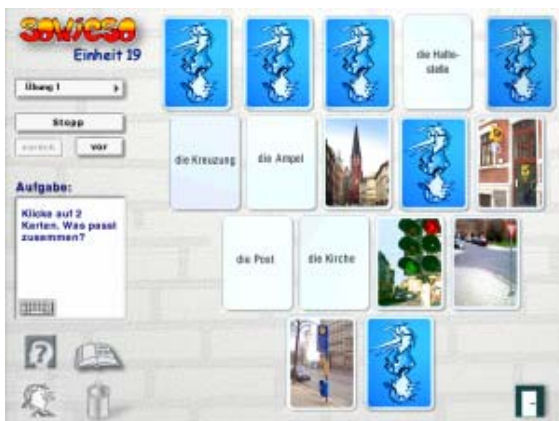 sowieso
Einheit 19
Übung 1
Stopp
zurück
vor
Aufgabe:
Klicke auf 2
Karten. Was passt
zusammen?
die Halte-
stelle
die Kreuzung
die Ampel
die Post
die Kirche